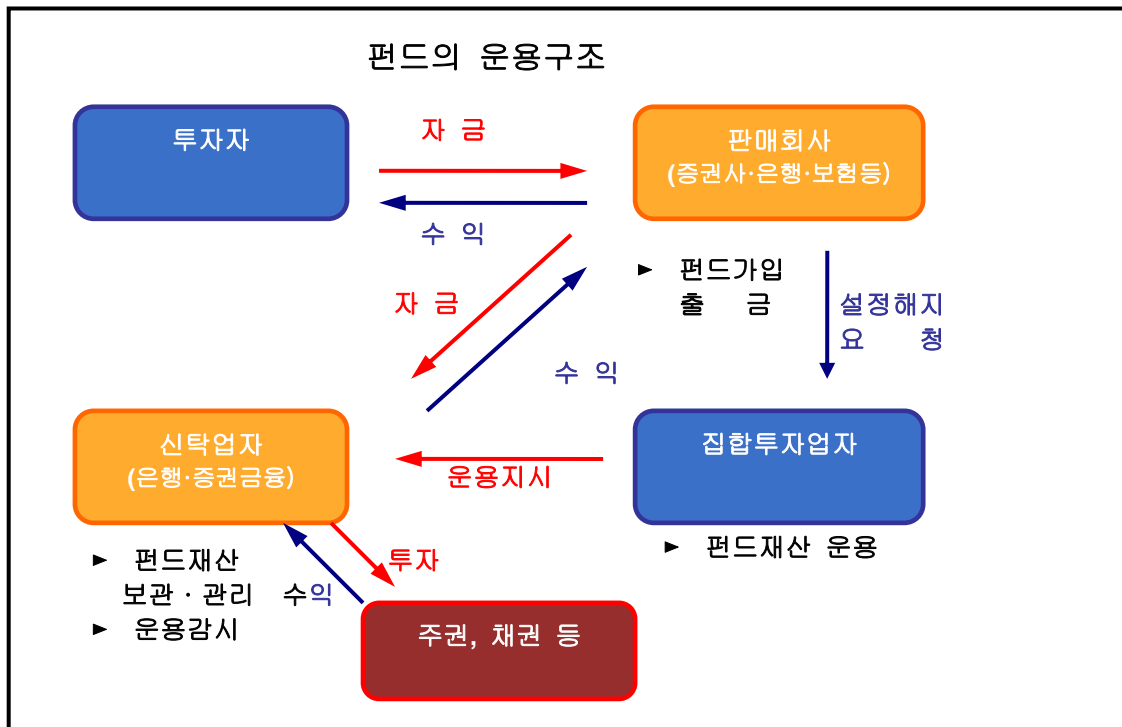 펀드의 운용구조
투자자
자 금
판매회사
(증권사·은행·보험등)
수 익
► 펀드가입
출 금
자 금
설정해지
요 청
수 익
신탁업자
(은행·증권금융)
집합투자업자
운용지시
► 펀드재산 운용
► 펀드재산
보관 · 관리
► 운용감시
투자
수익
주권, 채권 등